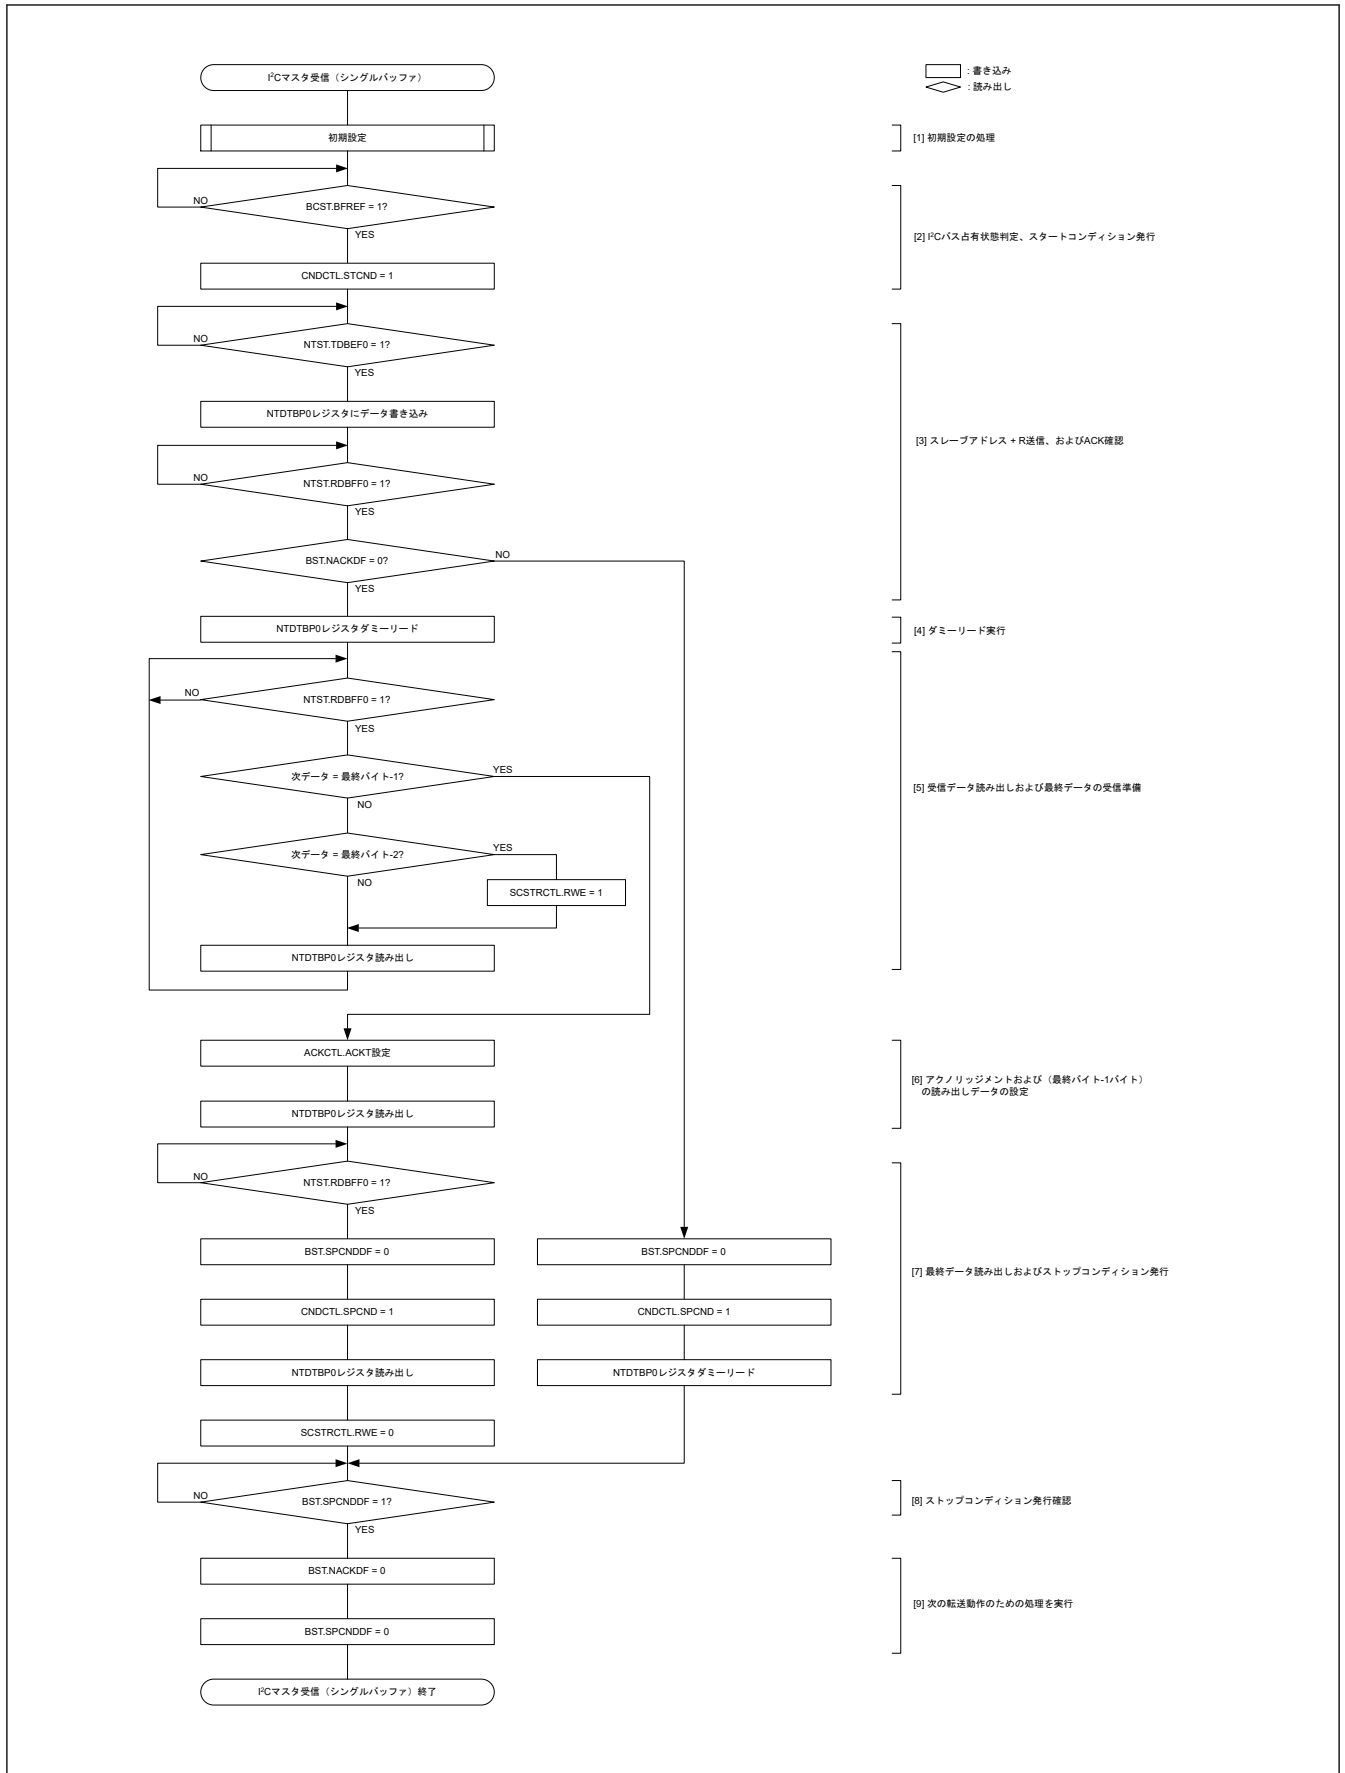 I²Cマスタ受信（シングルバッファ）
: 書き込み
: 読み出し
初期設定
[1] 初期設定の処理
NO
BCST.BFREF = 1?
YES
[2] I²Cバス占有状態判定、スタートコンディション発行
CNDCTL.STCND = 1
NO
NTST.TDBEF0 = 1?
YES
NTDTBP0レジスタにデータ書き込み
[3] スレーブアドレス + R送信、およびACK確認
NO
NTST.RDBFF0 = 1?
YES
BST.NACKDF = 0?
NO
YES
NTDTBP0レジスタダミーリード
[4] ダミーリード実行
NO
NTST.RDBFF0 = 1?
YES
次データ = 最終バイト-1?
YES
NO
[5] 受信データ読み出しおよび最終データの受信準備
次データ = 最終バイト-2?
YES
NO
SCSTRCTL.RWE = 1
NTDTBP0レジスタ読み出し
ACKCTL.ACKT設定
[6] アクノリッジメントおよび（最終バイト-1バイト）
の読み出しデータの設定
NTDTBP0レジスタ読み出し
NO
NTST.RDBFF0 = 1?
YES
BST.SPCNDDF = 0
BST.SPCNDDF = 0
[7] 最終データ読み出しおよびストップコンディション発行
CNDCTL.SPCND = 1
CNDCTL.SPCND = 1
NTDTBP0レジスタ読み出し
NTDTBP0レジスタダミーリード
SCSTRCTL.RWE = 0
NO
BST.SPCNDDF = 1?
YES
[8] ストップコンディション発行確認
BST.NACKDF = 0
[9] 次の転送動作のための処理を実行
BST.SPCNDDF = 0
I²Cマスタ受信（シングルバッファ）終了